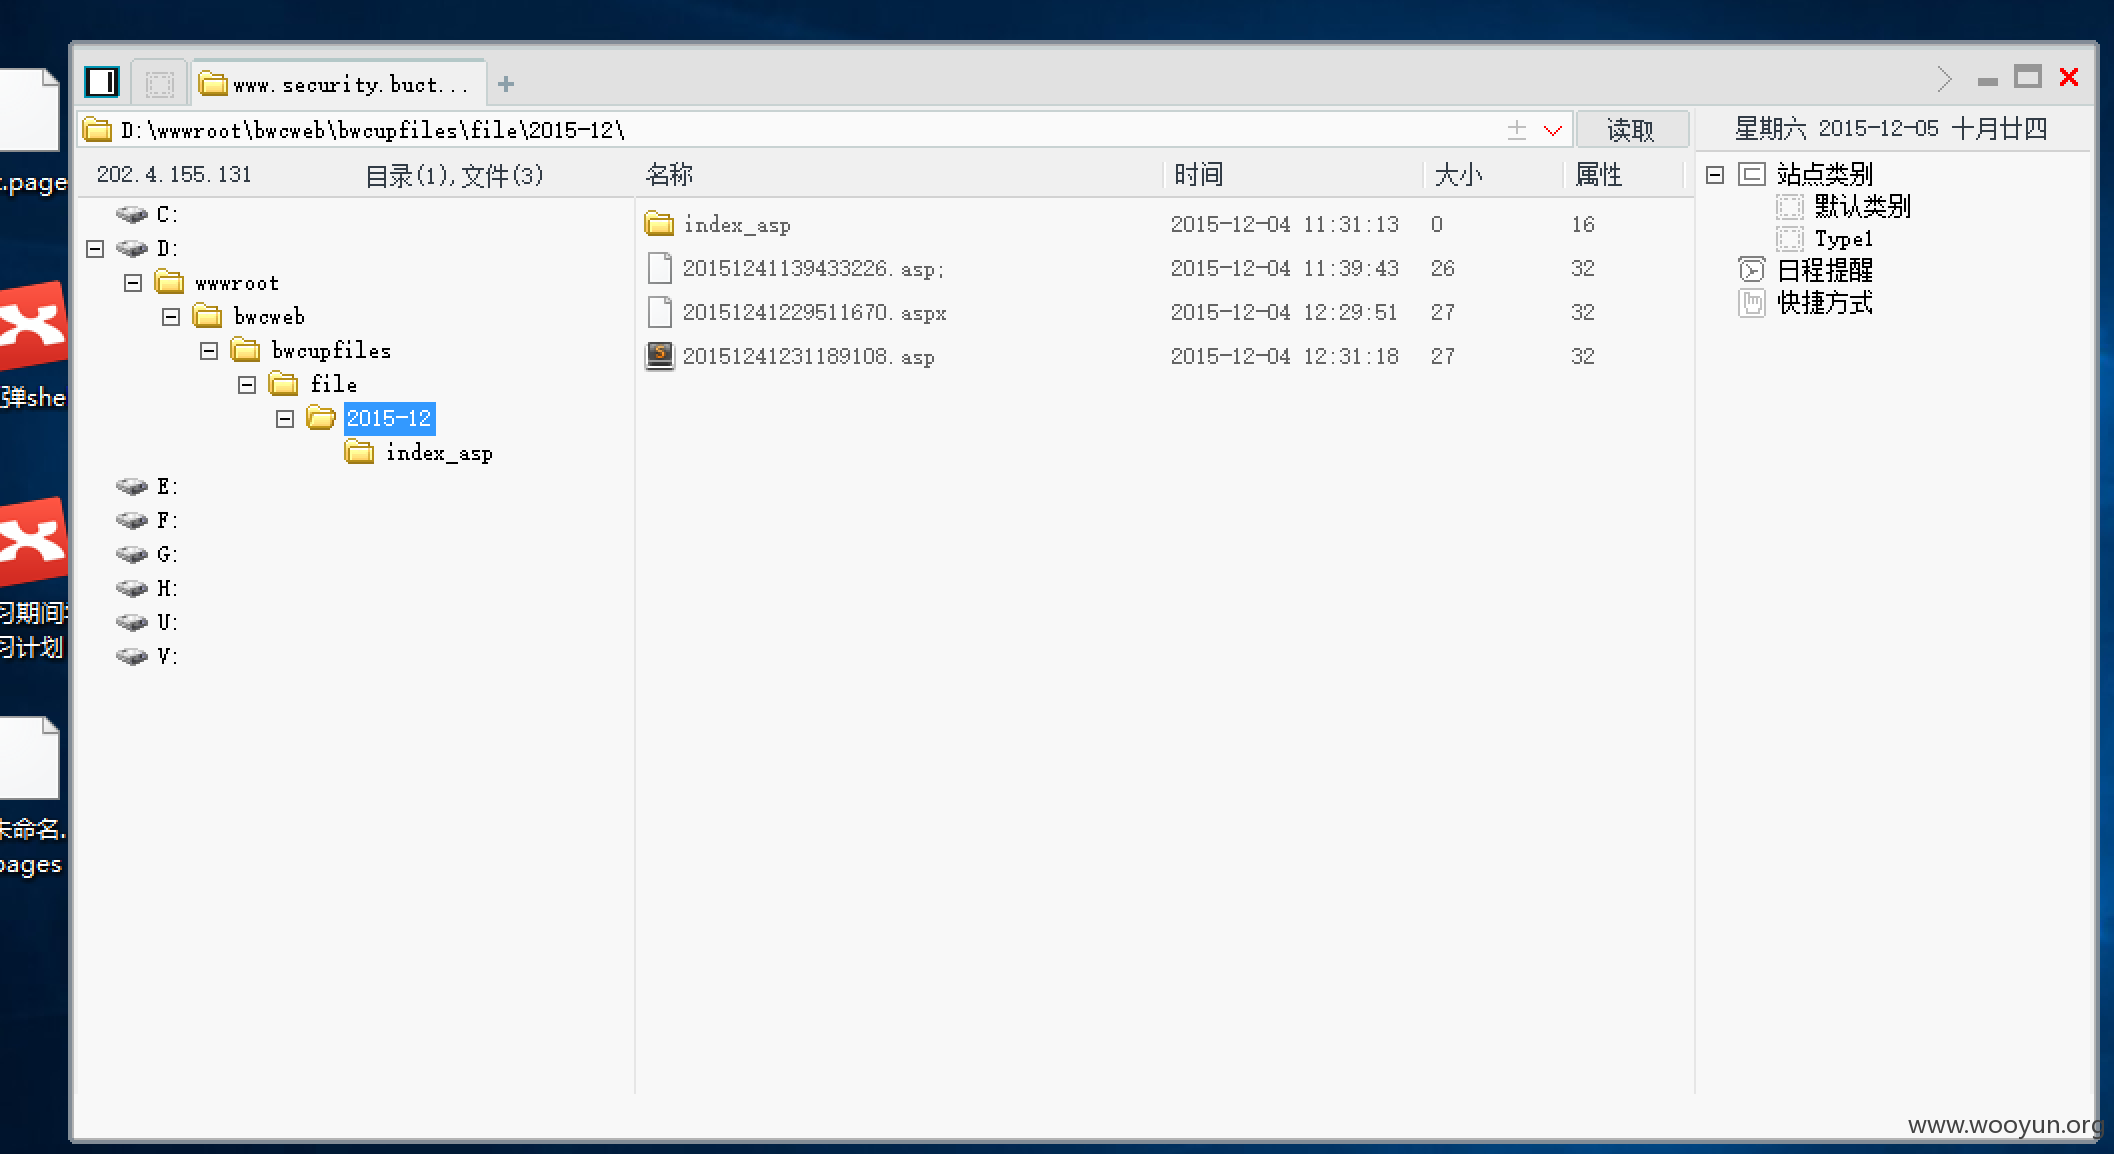 www.security.buct...
D:\wwwroot\bwcweb\bwcupfiles\file\2015-12\
读取
星期六 2015-12-05 十月廿四
202.4.155.131 目录(1),文件(3)
名称 时间 大小 属性
C:
D:
wwwroot
bwcweb
bwcupfiles
file
2015-12
index_asp
E:
F:
G:
H:
U:
V:
index_asp 2015-12-04 11:31:13 0 16
201512241139433226.asp; 2015-12-04 11:39:43 26 32
201512241229511670.aspx 2015-12-04 12:29:51 27 32
201512241231189108.asp 2015-12-04 12:31:18 27 32
站点类别
默认类别
Type1
日程提醒
快捷方式
.page
弹she
习期间
习计划
未命名.
pages
www.wooyun.org